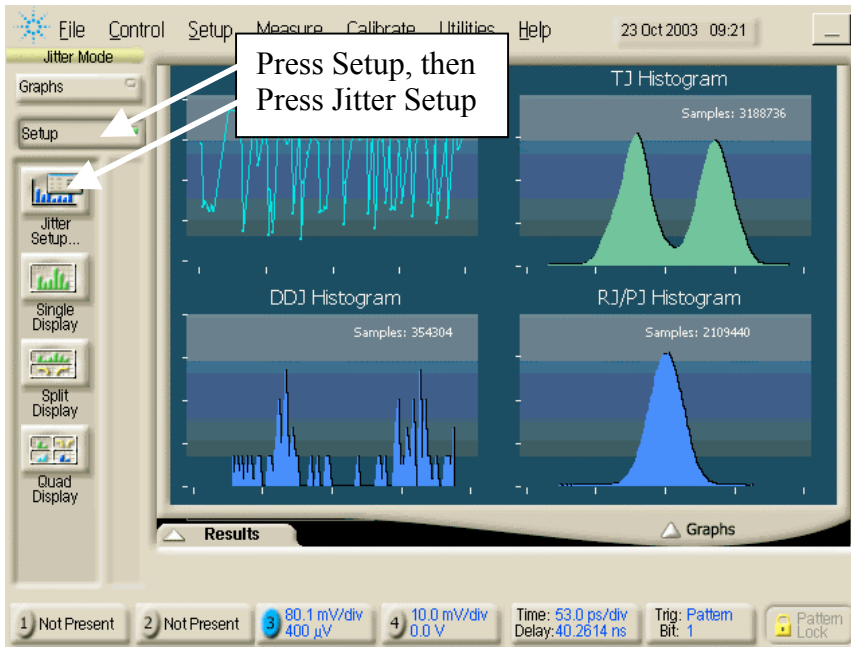 File Control Setup Measure Calibrate Utilities Help 23 Oct 2003 09:21
Jitter Mode
Graphs
Setup
Press Setup, then
Press Jitter Setup
Jitter
Setup...
Single
Display
Split
Display
Quad
Display
TJ Histogram
Samples: 3188736
DDJ Histogram
Samples: 354304
RJ/PJ Histogram
Samples: 2109440
Results
Graphs
1) Not Present
2) Not Present
3 80.1 mV/div
400 µV
4) 10.0 mV/div
0.0 V
Time: 53.0 ps/div
Delay:40.2614 ns
Trig: Pattern
Bit: 1
Pattern
Lock